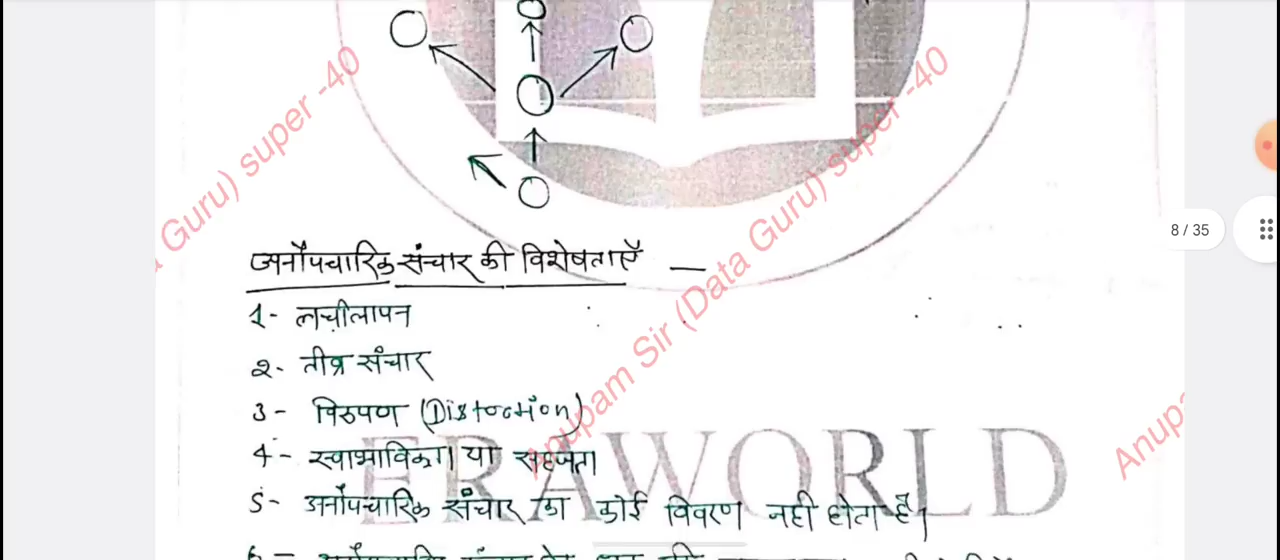 Guru) super -40
Anupam Sir (Data Guru) super -40
8 / 35
अनौपचारिक संचार की विशेषताएँ —
1- लचीलापन
2- तीव्र संचार
3 - विरुपण (Distortion)
4 - स्वाभाविकता या सहजता
ERAWORLD
5- अनौपचारिक संचार का कोई विवरण नही होता है।
Anup
6 -